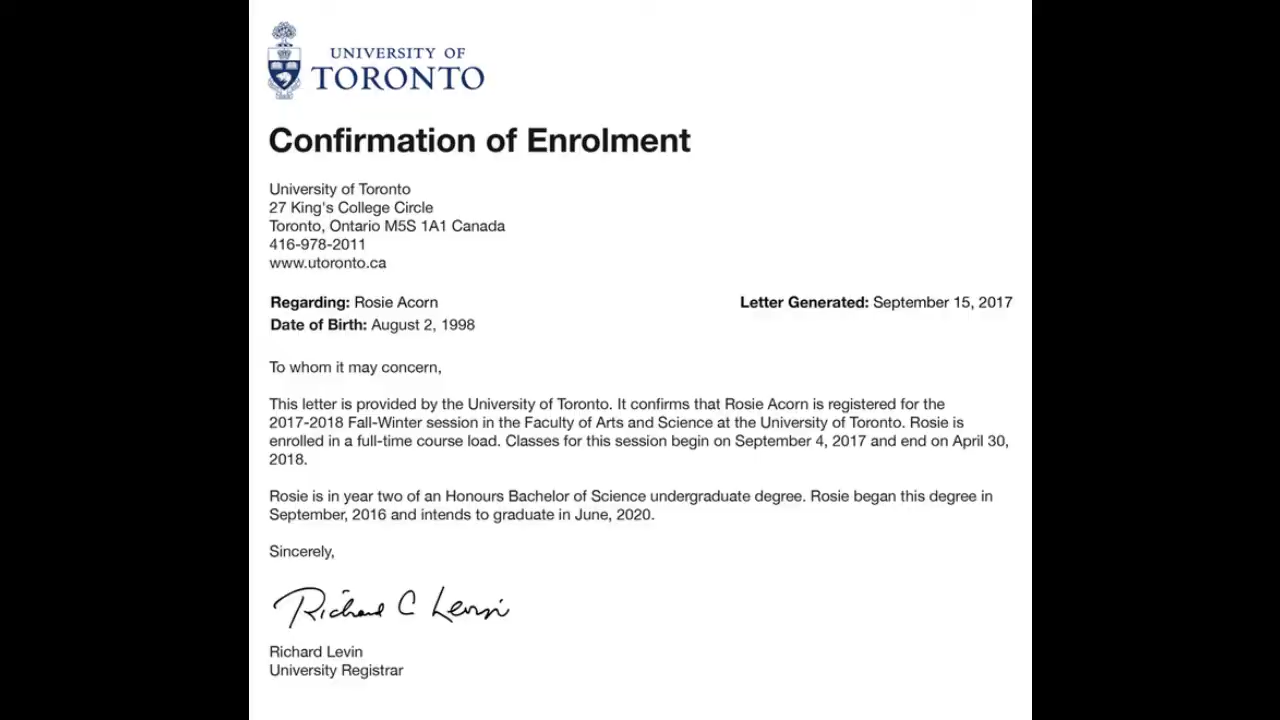 UNIVERSITY OF
TORONTO
Confirmation of Enrolment
University of Toronto
27 King's College Circle
Toronto, Ontario M5S 1A1 Canada
416-978-2011
www.utoronto.ca
Regarding: Rosie Acorn
Letter Generated: September 15, 2017
Date of Birth: August 2, 1998
To whom it may concern,
This letter is provided by the University of Toronto. It confirms that Rosie Acorn is registered for the
2017-2018 Fall-Winter session in the Faculty of Arts and Science at the University of Toronto. Rosie is
enrolled in a full-time course load. Classes for this session begin on September 4, 2017 and end on April 30,
2018.
Rosie is in year two of an Honours Bachelor of Science undergraduate degree. Rosie began this degree in
September, 2016 and intends to graduate in June, 2020.
Sincerely,
Richard C Levin
Richard Levin
University Registrar